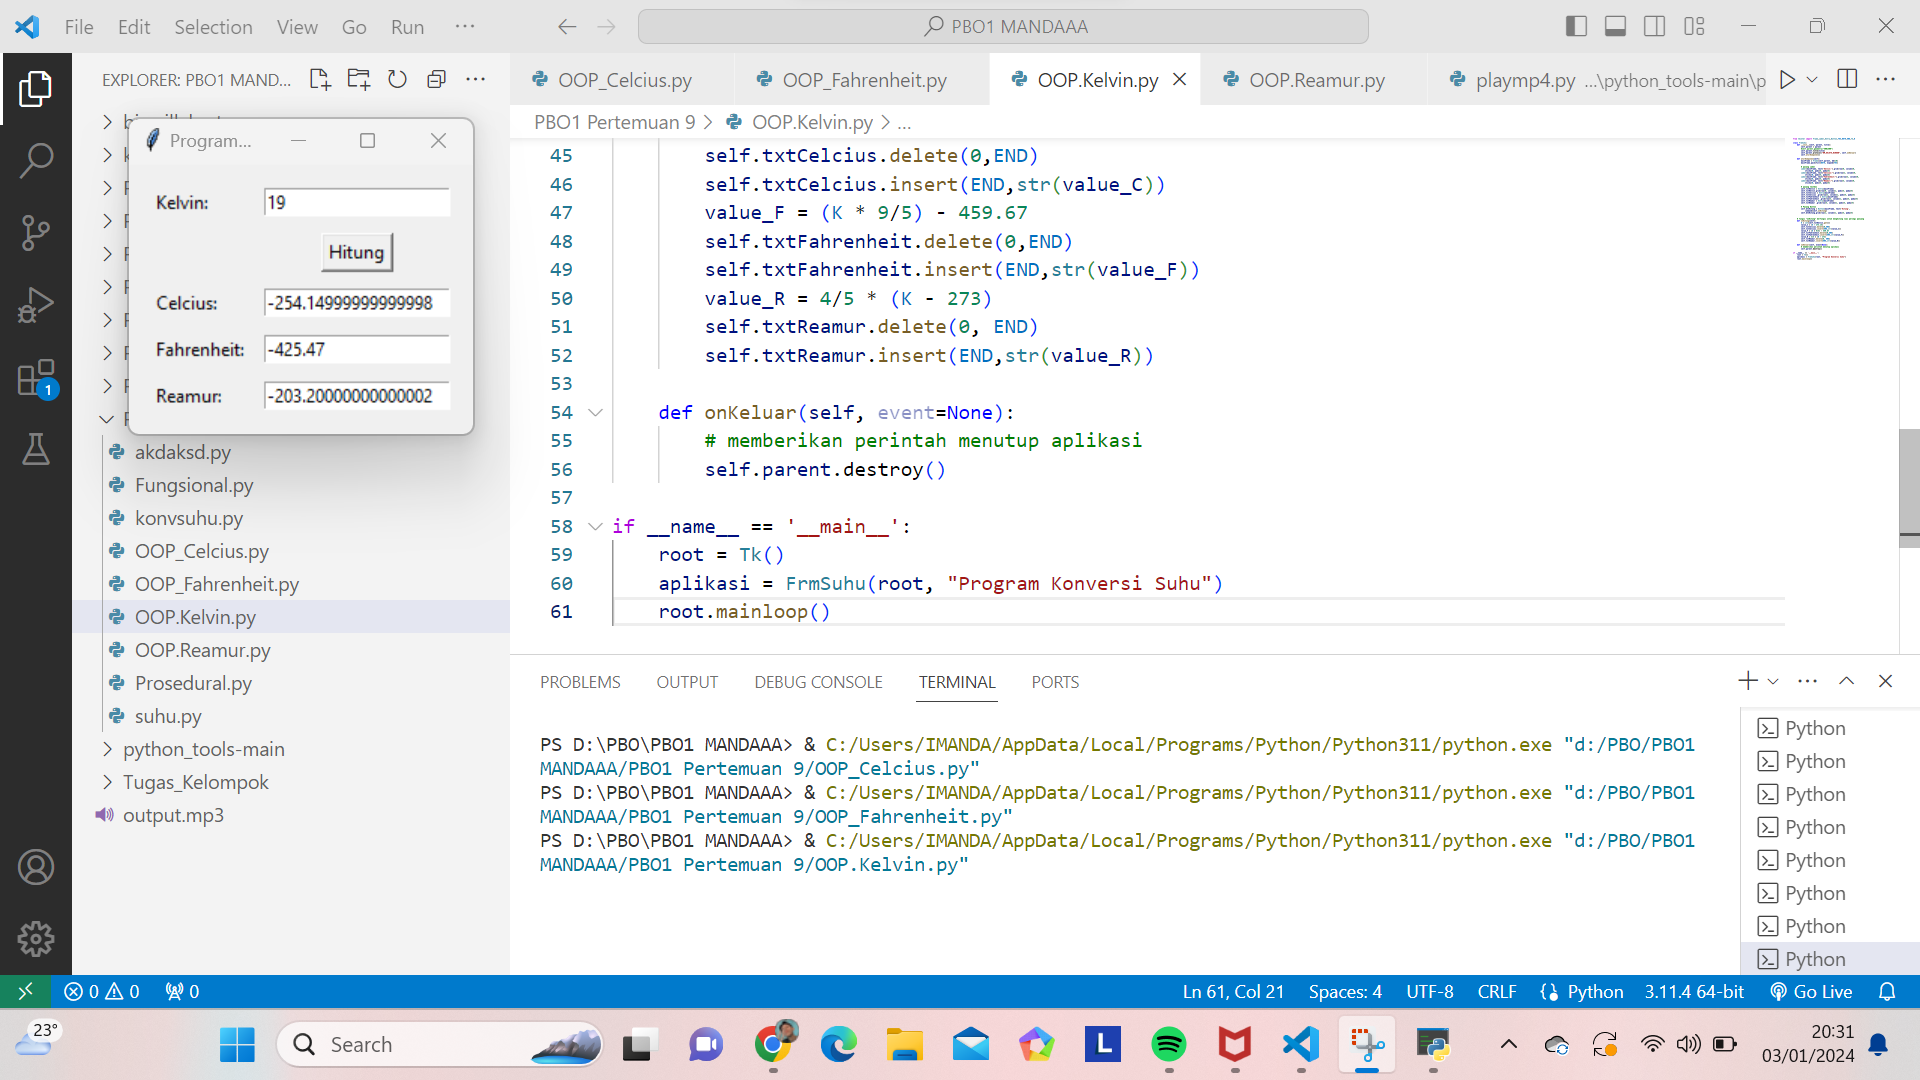 File Edit Selection View Go Run ...
PBO1 MANDAAA
EXPLORER: PBO1 MAND...
OOP_Celcius.py
OOP_Fahrenheit.py
OOP.Kelvin.py
OOP.Reamur.py
playmp4.py ...\python_tools-main\p
PBO1 Pertemuan 9 > OOP.Kelvin.py > ...
Program...
Kelvin: 19
Hitung
Celcius: -254.14999999999998
Fahrenheit: -425.47
Reamur: -203.20000000000002
akdaksd.py
Fungsional.py
konvsuhu.py
OOP_Celcius.py
OOP_Fahrenheit.py
OOP.Kelvin.py
OOP.Reamur.py
Prosedural.py
suhu.py
python_tools-main
Tugas_Kelompok
output.mp3
45 self.txtCelcius.delete(0,END)
46 self.txtCelcius.insert(END,str(value_C))
47 value_F = (K * 9/5) - 459.67
48 self.txtFahrenheit.delete(0,END)
49 self.txtFahrenheit.insert(END,str(value_F))
50 value_R = 4/5 * (K - 273)
51 self.txtReamur.delete(0, END)
52 self.txtReamur.insert(END,str(value_R))
53
54 def onKeluar(self, event=None):
55 # memberikan perintah menutup aplikasi
56 self.parent.destroy()
57
58 if __name__ == '__main__':
59 root = Tk()
60 aplikasi = FrmSuhu(root, "Program Konversi Suhu")
61 root.mainloop()
PROBLEMS OUTPUT DEBUG CONSOLE TERMINAL PORTS
PS D:\PBO\PBO1 MANDAAA> & C:/Users/IMANDA/AppData/Local/Programs/Python/Python311/python.exe "d:/PBO/PBO1
MANDAAA/PBO1 Pertemuan 9/OOP_Celcius.py"
PS D:\PBO\PBO1 MANDAAA> & C:/Users/IMANDA/AppData/Local/Programs/Python/Python311/python.exe "d:/PBO/PBO1
MANDAAA/PBO1 Pertemuan 9/OOP_Fahrenheit.py"
PS D:\PBO\PBO1 MANDAAA> & C:/Users/IMANDA/AppData/Local/Programs/Python/Python311/python.exe "d:/PBO/PBO1
MANDAAA/PBO1 Pertemuan 9/OOP.Kelvin.py"
Python
Python
Python
Python
Python
Python
Python
Python
1
0 0 0
Ln 61, Col 21 Spaces: 4 UTF-8 CRLF Python 3.11.4 64-bit Go Live
23°
Search
L
20:31
03/01/2024